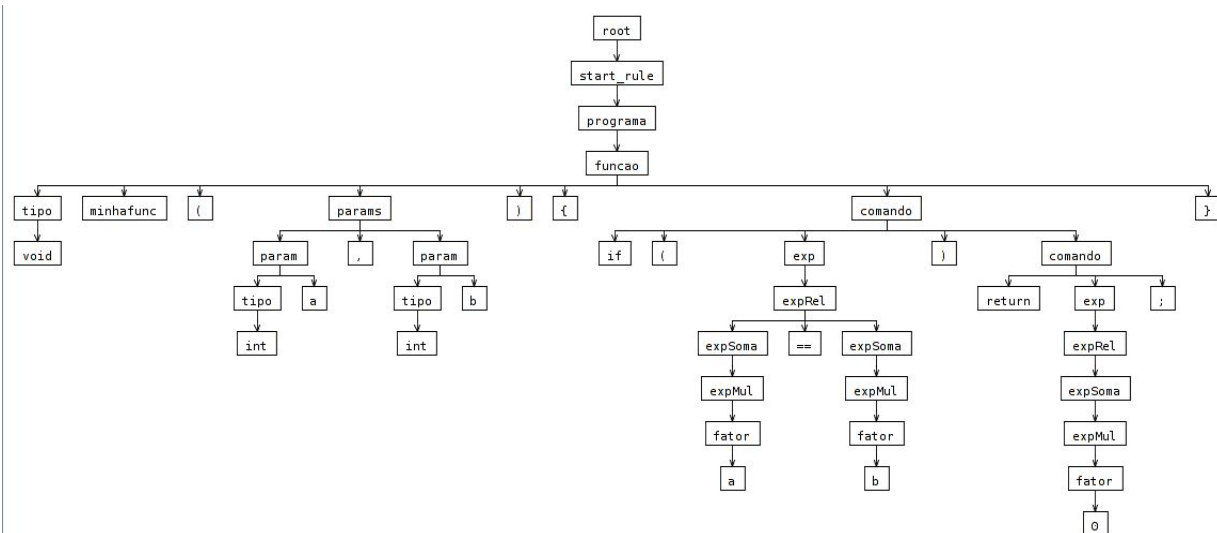 root
start_rule
programa
funcao
tipo minhafunc ( params ) { comando }
void param , param if ( exp ) comando
tipo a tipo b expRel return exp ;
int int expSoma == expSoma expRel
expMul expMul expSoma
fator fator expMul
a b fator
0